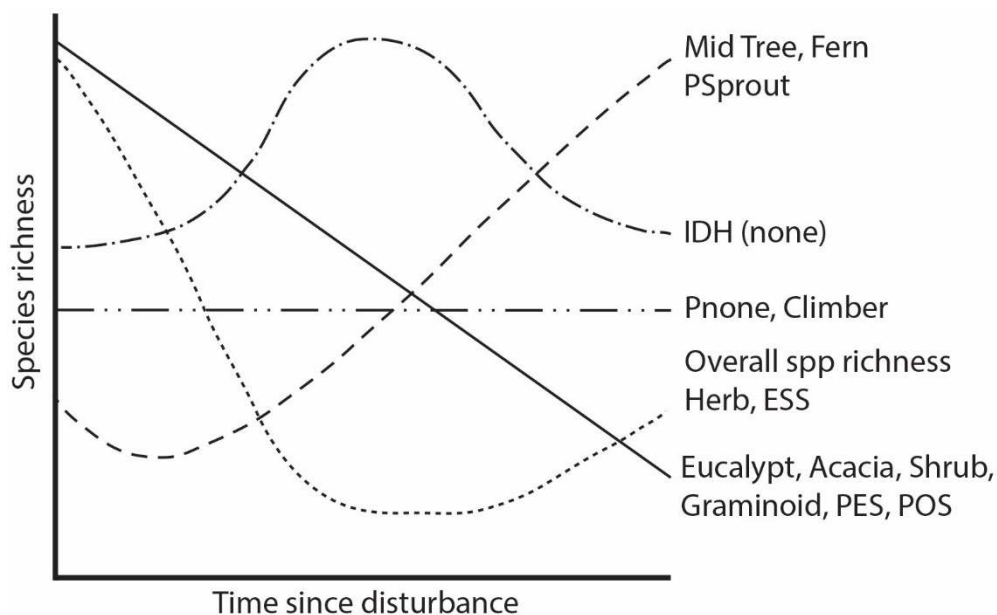 Species richness
Mid Tree, Fern
PSprout
IDH (none)
Pnone, Climber
Overall spp richness
Herb, ESS
Eucalypt, Acacia, Shrub,
Graminoid, PES, POS
Time since disturbance